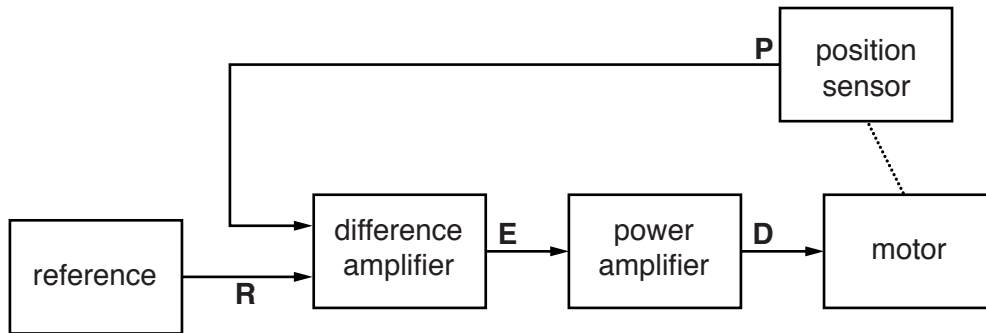 P
position
sensor
difference
amplifier
E
power
amplifier
D
motor
reference
R